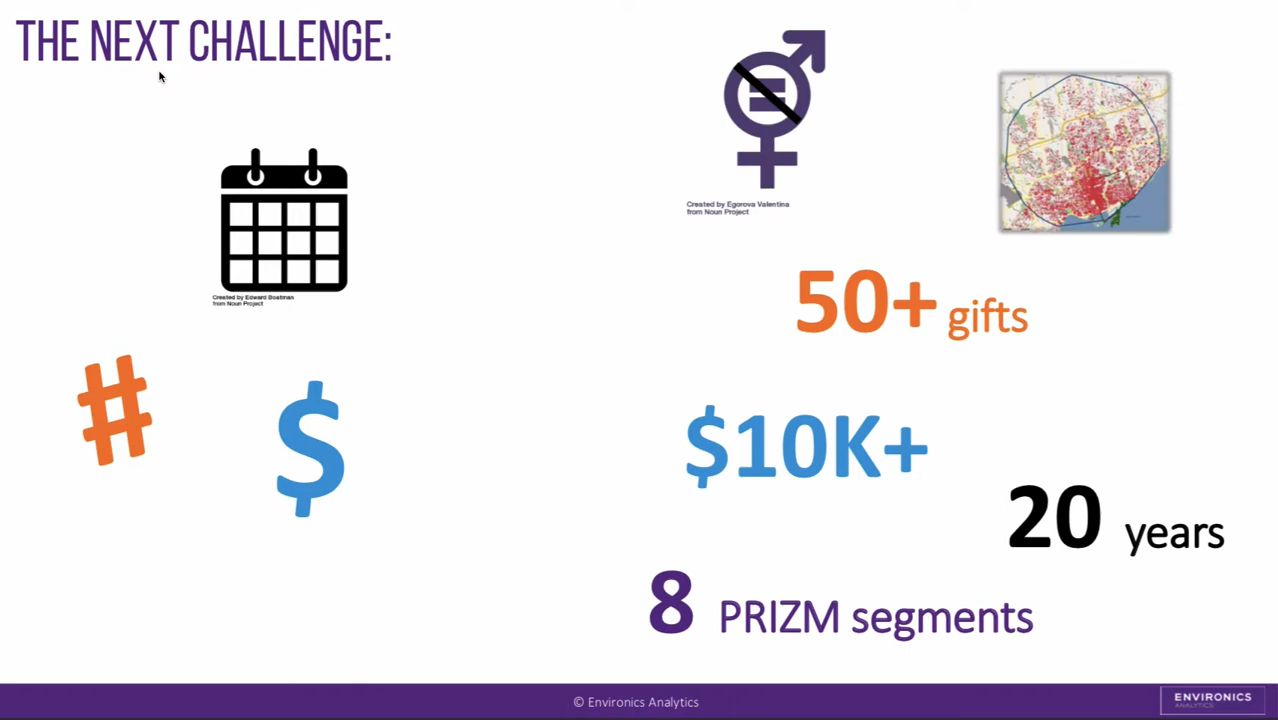 THE NEXT CHALLENGE:
Created by Egorova Valentina
from Noun Project
Created by Edward Boatman
from Noun Project
50+ gifts
#
$
$10K+
20 years
8 PRIZM segments
© Environics Analytics
ENVIRONICS
ANALYTICS